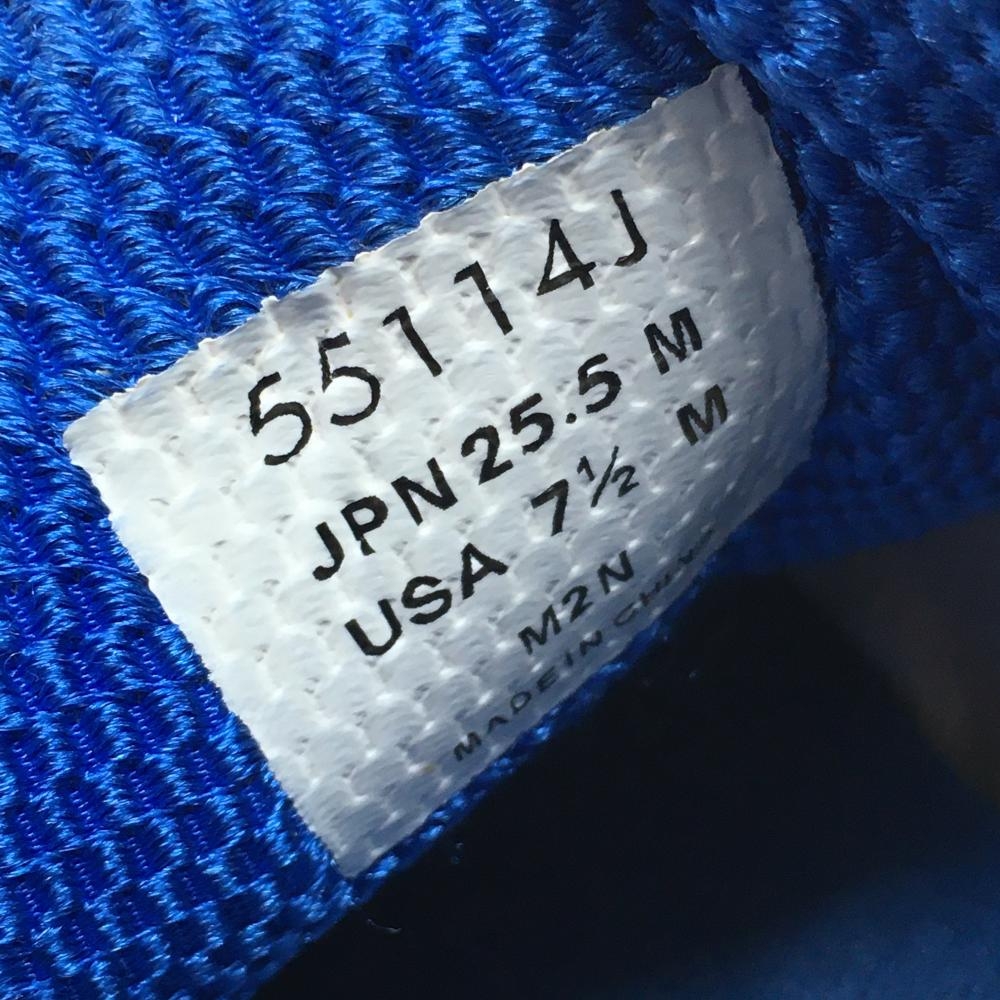 55114J
JPN 25.5 M
USA 7½ M
M2N
MADE IN CHINA